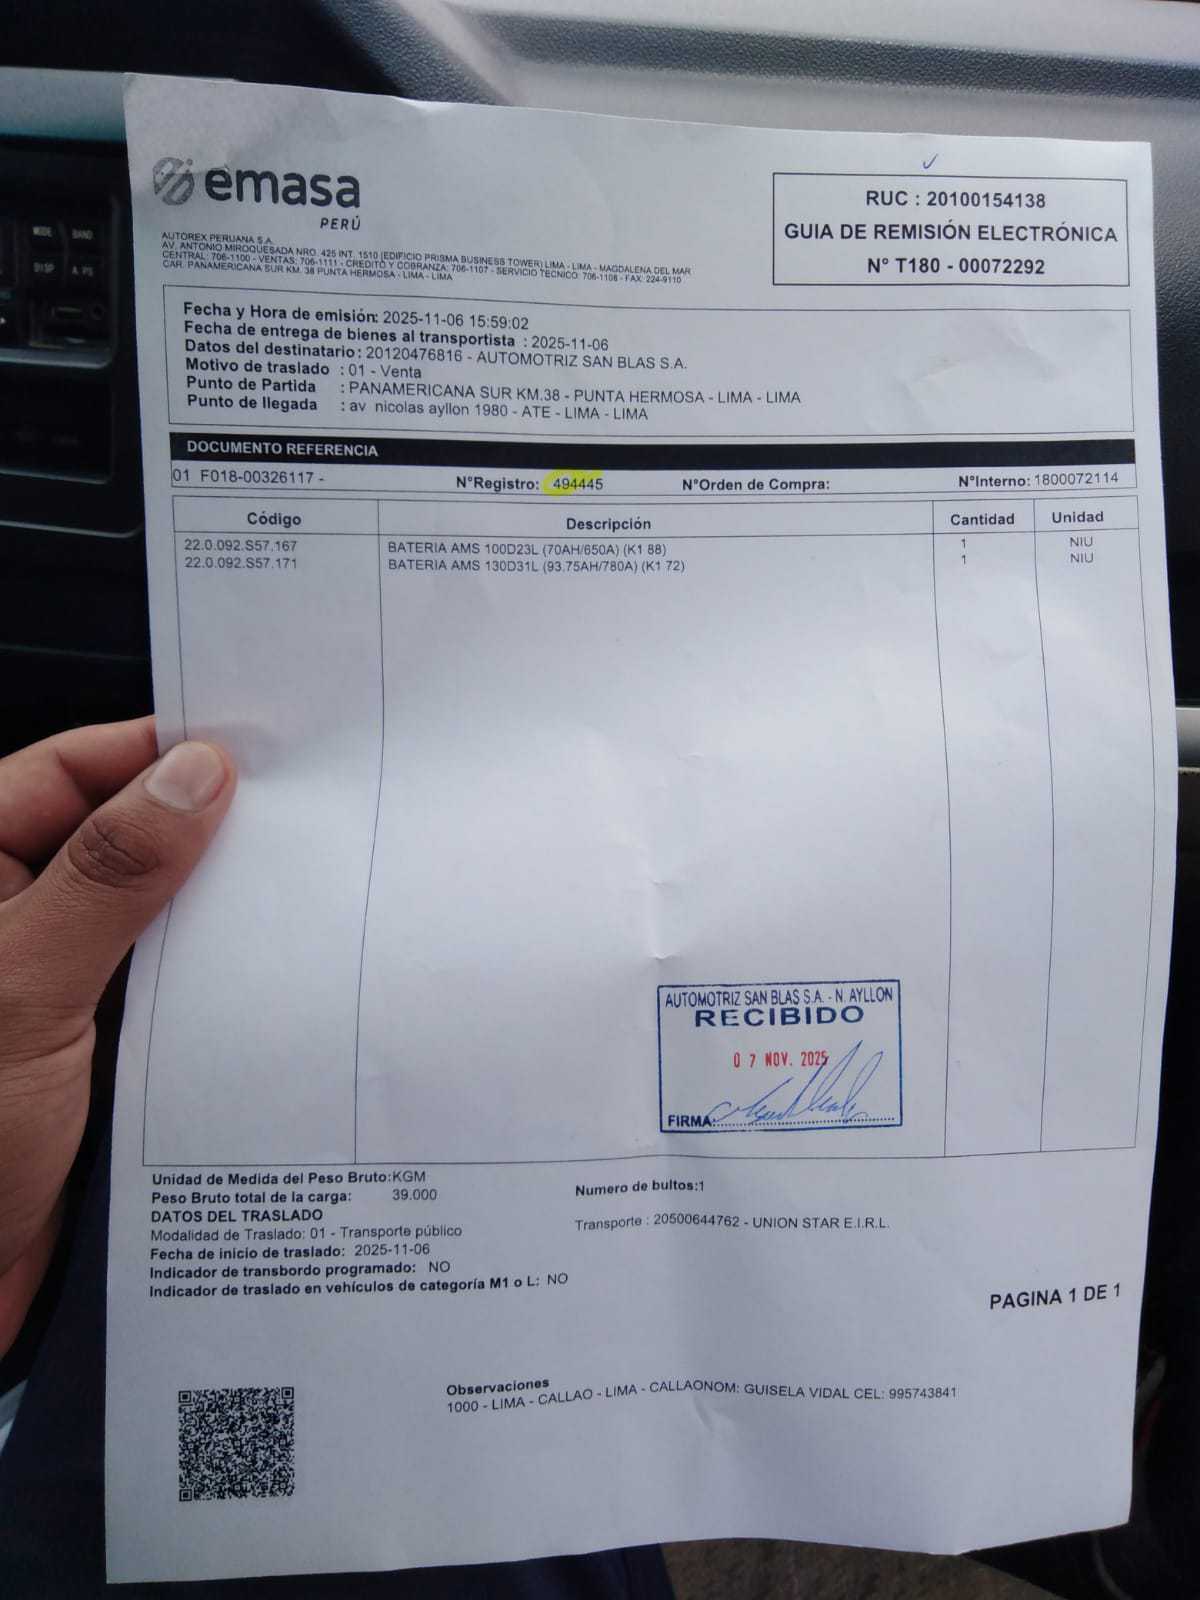 MODE BAND
DISP A.PS
emasa
PERÚ
AUTOREX PERUANA S.A.
AV. ANTONIO MIROQUESADA NRO. 425 INT. 1510 (EDIFICIO PRISMA BUSINESS TOWER) LIMA - LIMA - MAGDALENA DEL MAR
CENTRAL: 706-1100 - VENTAS: 706-1111 - CREDITO Y COBRANZA: 706-1107 - SERVICIO TECNICO: 706-1108 - FAX: 224-9110
CAR. PANAMERICANA SUR KM. 38 PUNTA HERMOSA - LIMA - LIMA
RUC : 20100154138
GUIA DE REMISIÓN ELECTRÓNICA
N° T180 - 00072292
Fecha y Hora de emisión: 2025-11-06 15:59:02
Fecha de entrega de bienes al transportista : 2025-11-06
Datos del destinatario : 20120476816 - AUTOMOTRIZ SAN BLAS S.A.
Motivo de traslado : 01 - Venta
Punto de Partida : PANAMERICANA SUR KM.38 - PUNTA HERMOSA - LIMA - LIMA
Punto de llegada : av nicolas ayllon 1980 - ATE - LIMA - LIMA
DOCUMENTO REFERENCIA
01 F018-00326117 - N°Registro: 494445 N°Orden de Compra: N°Interno: 1800072114
Código Descripción Cantidad Unidad
22.0.092.S57.167 BATERIA AMS 100D23L (70AH/650A) (K1 88) 1 NIU
22.0.092.S57.171 BATERIA AMS 130D31L (93.75AH/780A) (K1 72) 1 NIU
AUTOMOTRIZ SAN BLAS S.A. - N. AYLLON
RECIBIDO
0 7 NOV. 2025
FIRMA:
Unidad de Medida del Peso Bruto:KGM
Peso Bruto total de la carga: 39.000 Numero de bultos:1
DATOS DEL TRASLADO
Modalidad de Traslado: 01 - Transporte público Transporte : 20500644762 - UNION STAR E.I.R.L.
Fecha de inicio de traslado: 2025-11-06
Indicador de transbordo programado: NO
Indicador de traslado en vehículos de categoría M1 o L: NO
PAGINA 1 DE 1
Observaciones
1000 - LIMA - CALLAO - LIMA - CALLAONOM: GUISELA VIDAL CEL: 995743841